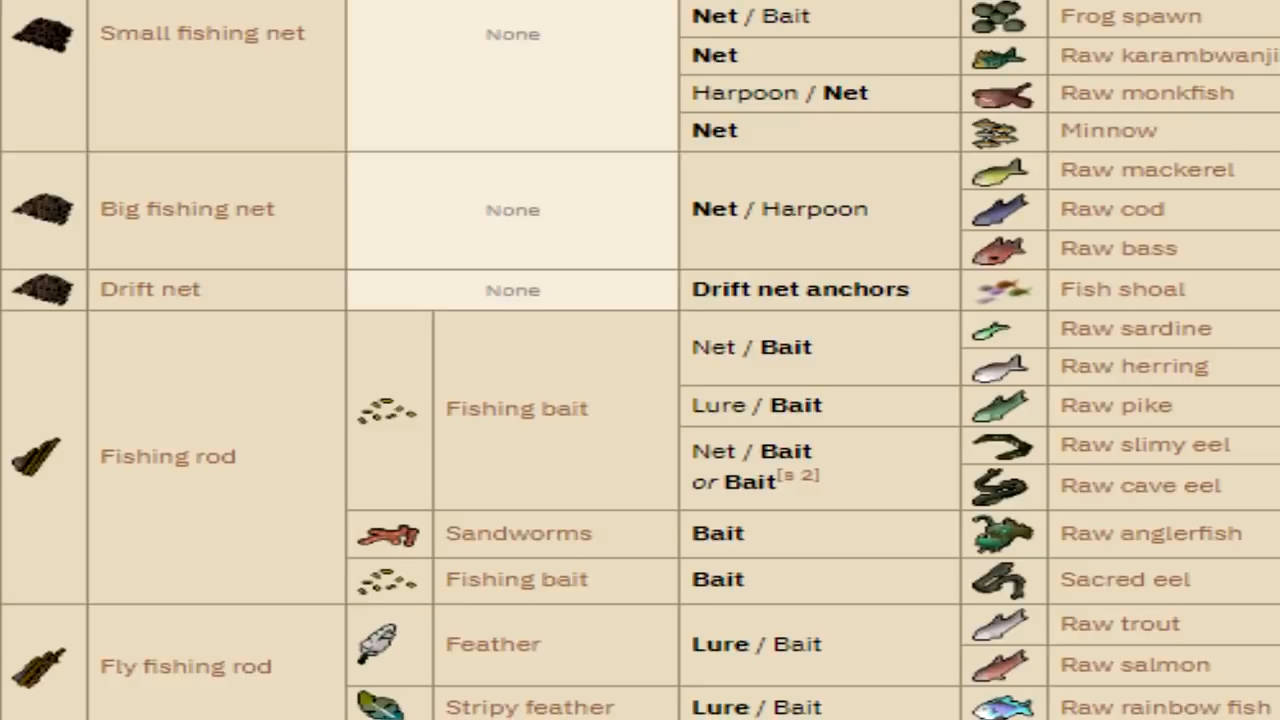 Small fishing net None Net / Bait Frog spawn
Net Raw karambwanji
Harpoon / Net Raw monkfish
Net Minnow
Big fishing net None Net / Harpoon Raw mackerel
Raw cod
Raw bass
Drift net None Drift net anchors Fish shoal
Fishing rod Fishing bait Net / Bait Raw sardine
Raw herring
Lure / Bait Raw pike
Net / Bait Raw slimy eel
or Bait[s 2] Raw cave eel
Sandworms Bait Raw anglerfish
Fishing bait Bait Sacred eel
Fly fishing rod Feather Lure / Bait Raw trout
Raw salmon
Stripy feather Lure / Bait Raw rainbow fish